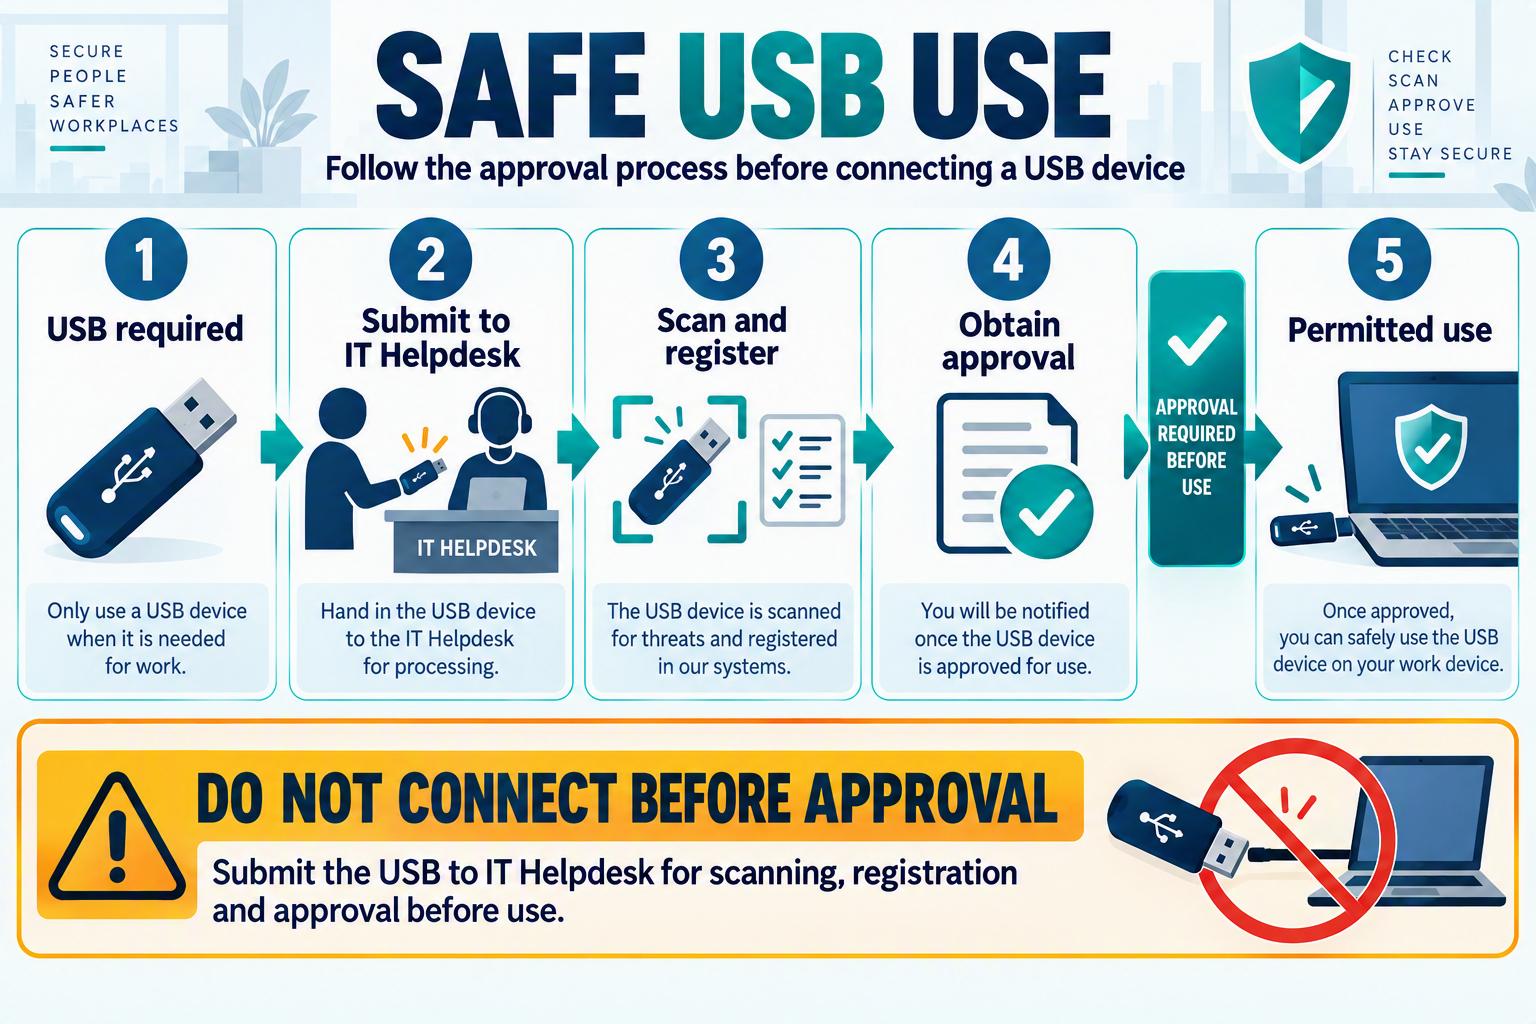 SECURE
PEOPLE
SAFER
WORKPLACES
SAFE USB USE
Follow the approval process before connecting a USB device
CHECK
SCAN
APPROVE
USE
STAY SECURE
1
USB required
Only use a USB device
when it is needed
for work.
2
Submit to
IT Helpdesk
IT HELPDESK
Hand in the USB device
to the IT Helpdesk
for processing.
3
Scan and
register
The USB device is scanned
for threats and registered
in our systems.
4
Obtain
approval
You will be notified
once the USB device
is approved for use.
APPROVAL
REQUIRED
BEFORE
USE
5
Permitted use
Once approved,
you can safely use the USB
device on your work device.
DO NOT CONNECT BEFORE APPROVAL
Submit the USB to IT Helpdesk for scanning, registration
and approval before use.